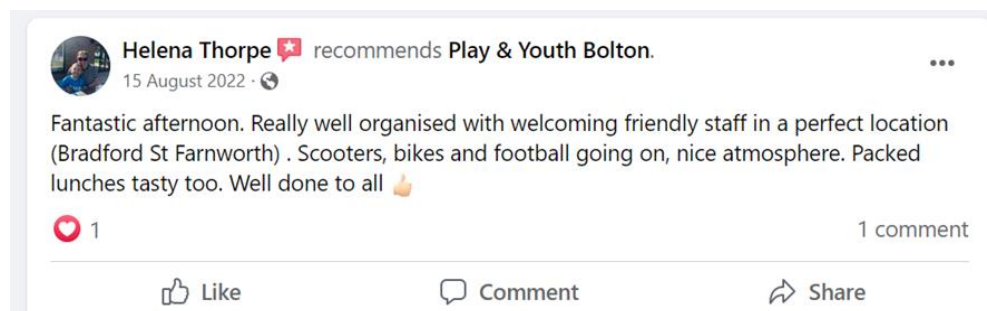 Helena Thorpe recommends Play & Youth Bolton.
15 August 2022 ·
Fantastic afternoon. Really well organised with welcoming friendly staff in a perfect location
(Bradford St Farnworth) . Scooters, bikes and football going on, nice atmosphere. Packed
lunches tasty too. Well done to all 👍🏻
1 1 comment
Like Comment Share